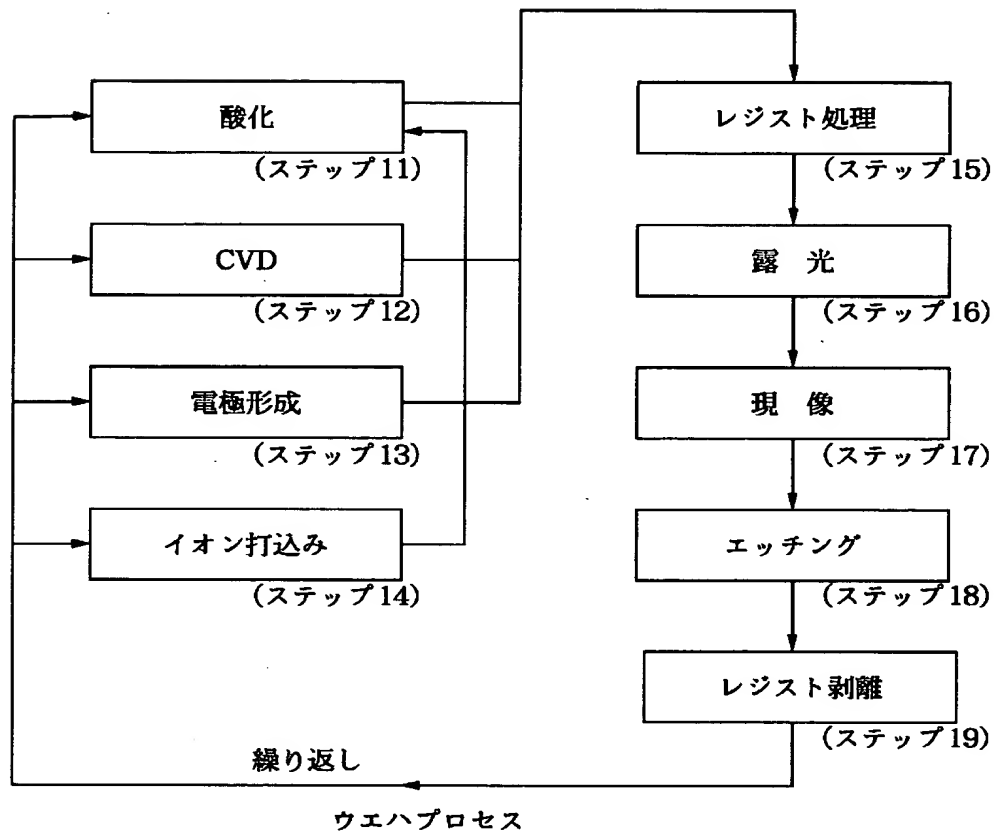 酸化
(ステップ11)
CVD
(ステップ12)
電極形成
(ステップ13)
イオン打込み
(ステップ14)
レジスト処理
(ステップ15)
露 光
(ステップ16)
現 像
(ステップ17)
エッチング
(ステップ18)
レジスト剥離
(ステップ19)
繰り返し
ウエハプロセス